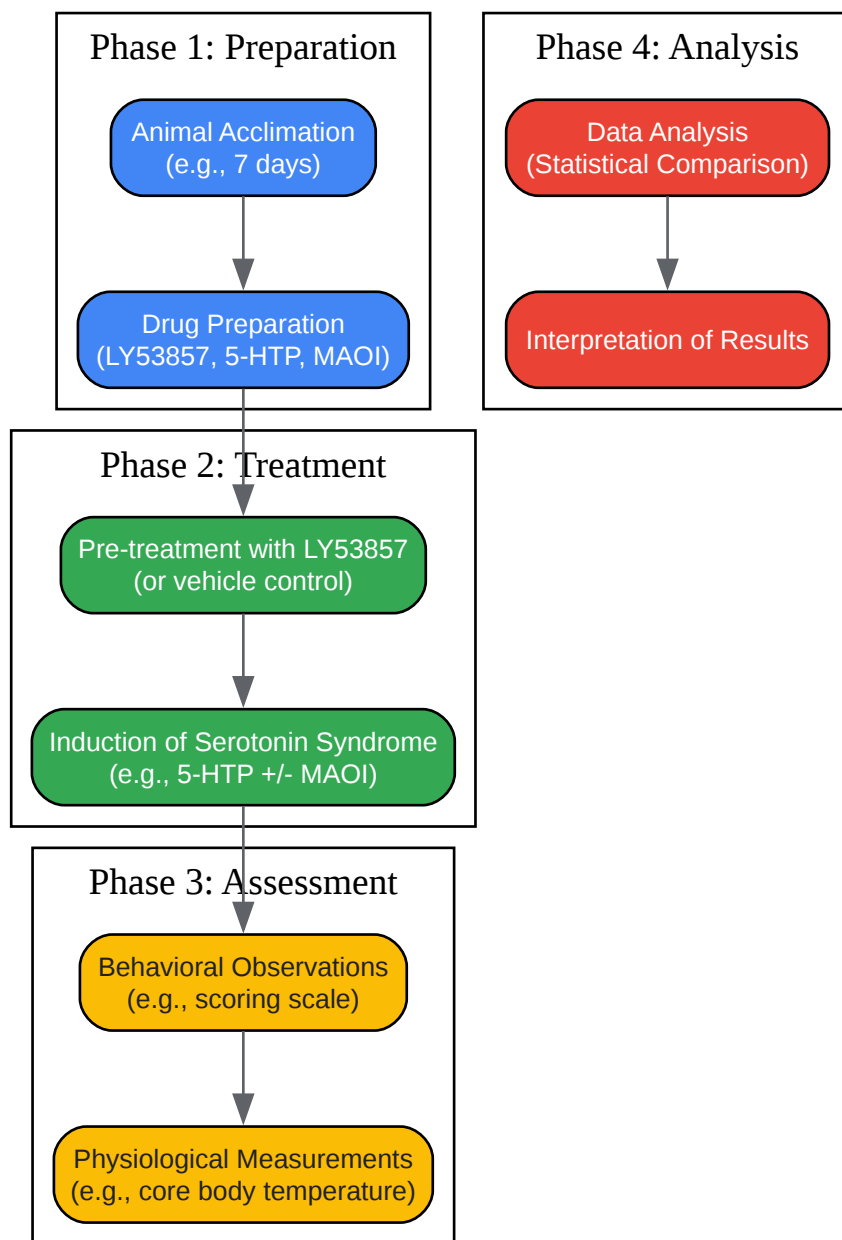 Phase 1: Preparation
Animal Acclimation
(e.g., 7 days)
Drug Preparation
(LY53857, 5-HTP, MAOI)
Phase 2: Treatment
Pre-treatment with LY53857
(or vehicle control)
Induction of Serotonin Syndrome
(e.g., 5-HTP +/- MAOI)
Phase 3: Assessment
Behavioral Observations
(e.g., scoring scale)
Physiological Measurements
(e.g., core body temperature)
Phase 4: Analysis
Data Analysis
(Statistical Comparison)
Interpretation of Results